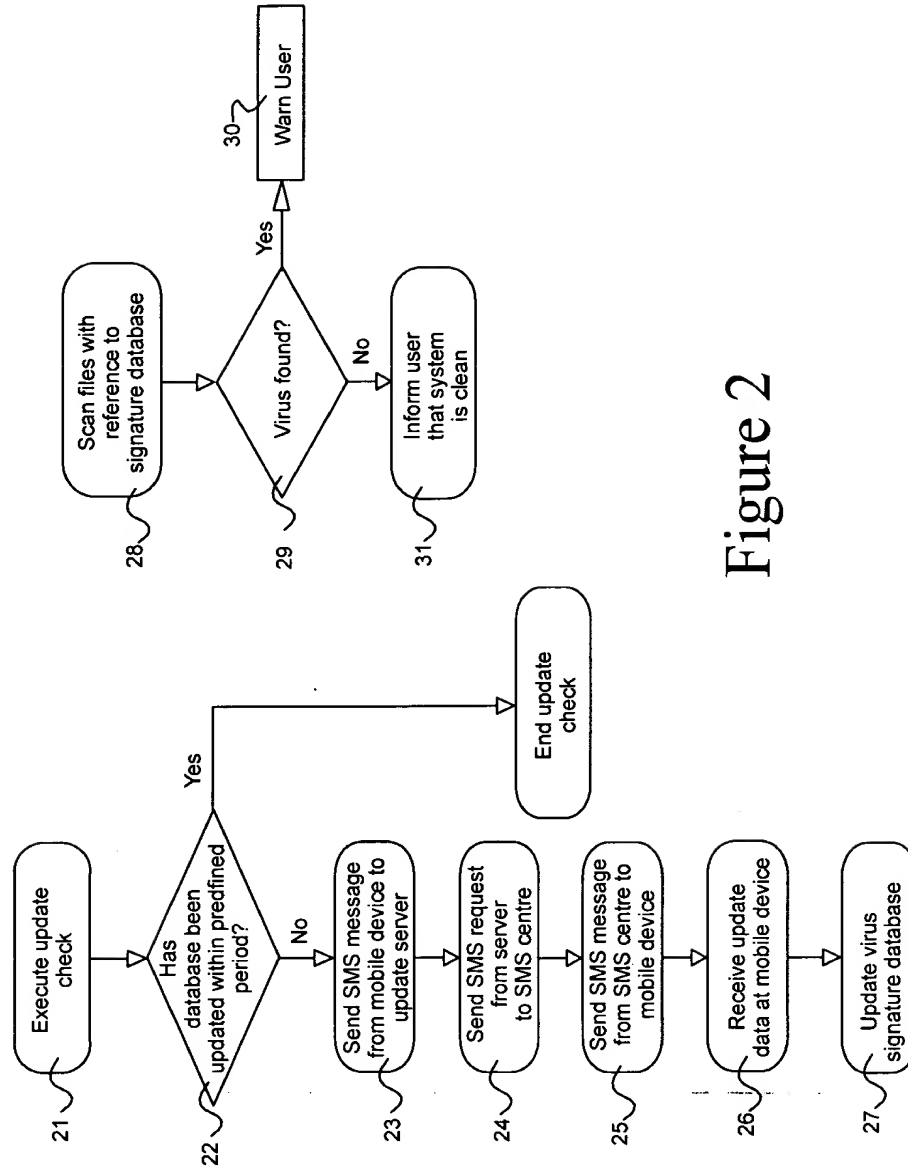 21
Execute update
check
22
Has
database been
updated within predfined
period?
Yes
No
End update
check
23
Send SMS message
from mobile device to
update server
24
Send SMS request
from server
to SMS centre
25
Send SMS message
from SMS centre to
mobile device
26
Receive update
data at mobile device
27
Update virus
signature database
28
Scan files with
reference to
signature database
29
Virus found?
Yes
30
Warn User
No
31
Inform user
that system
is clean
Figure 2